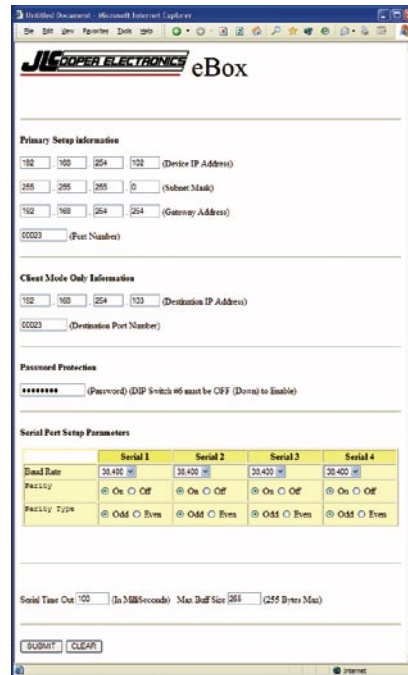 Untitled Document - Microsoft Internet Explorer
File Edit View Favorites Tools Help
JLCOOPER ELECTRONICS eBox
Primary Setup information
192 . 168 . 254 . 102 (Device IP Address)
255 . 255 . 255 . 0 (Subnet Mask)
192 . 168 . 254 . 254 (Gateway Address)
00023 (Port Number)
Client Mode Only Information
192 . 168 . 254 . 103 (Destination IP Address)
00023 (Destination Port Number)
Password Protection
•••••••• (Password) (DIP Switch #6 must be OFF (Down) to Enable)
Serial Port Setup Parameters
Serial 1 Serial 2 Serial 3 Serial 4
Baud Rate 38,400 38,400 38,400 38,400
Parity On Off On Off On Off On Off
Parity Type Odd Even Odd Even Odd Even Odd Even
Serial Time Out 100 (In MilliSeconds) Max Buff Size 255 (255 Bytes Max)
SUBMIT CLEAR
Internet